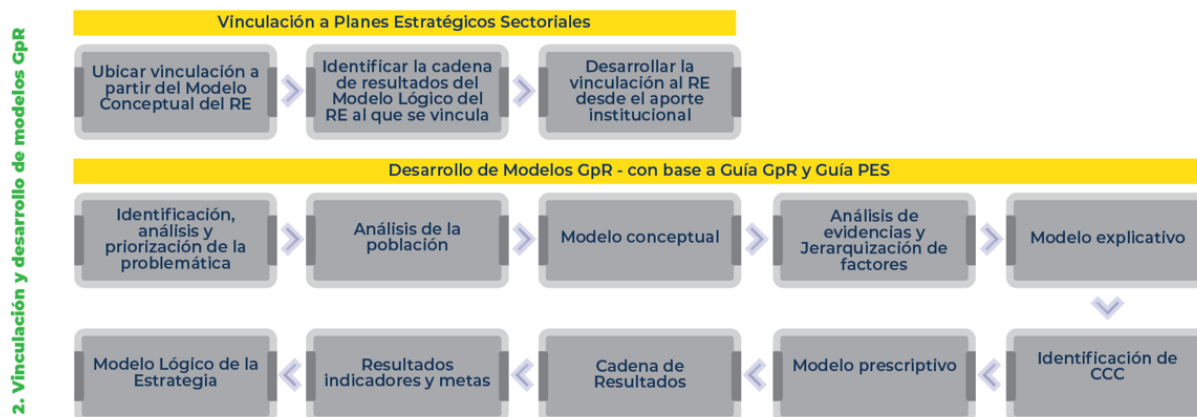 2. Vinculación y desarrollo de modelos GpR
Vinculación a Planes Estratégicos Sectoriales
Ubicar vinculación a
partir del Modelo
Conceptual del RE
Identificar la cadena
de resultados del
Modelo Lógico del
RE al que se vincula
Desarrollar la
vinculación al RE
desde el aporte
institucional
Desarrollo de Modelos GpR - con base a Guía GpR y Guía PES
Identificación,
análisis y
priorización de la
problemática
Análisis de la
población
Modelo conceptual
Análisis de
evidencias y
Jerarquización de
factores
Modelo explicativo
Identificación de
CCC
Modelo prescriptivo
Cadena de
Resultados
Resultados
indicadores y metas
Modelo Lógico de la
Estrategia